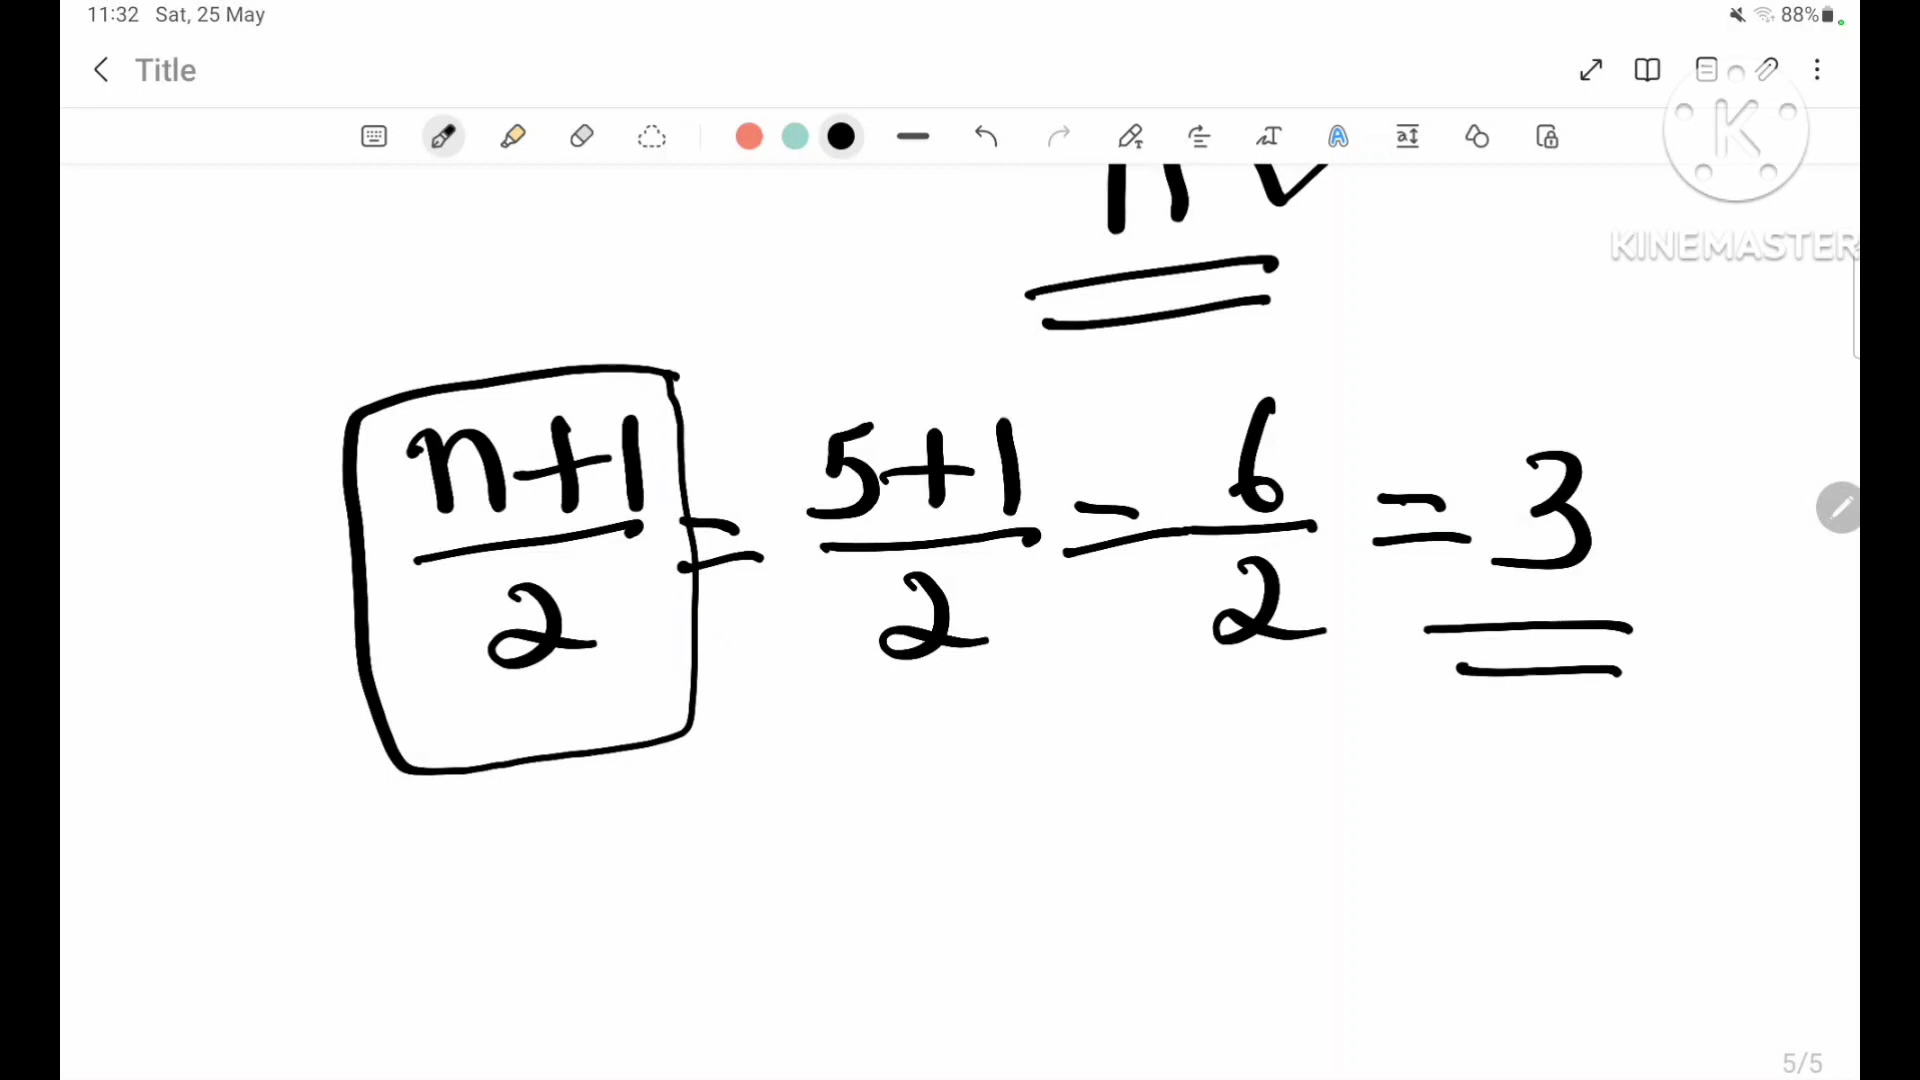 11:32 Sat, 25 May 88%
Title
K
KINEMASTER
n+1/2 = 5+1/2 = 6/2 = 3
5/5